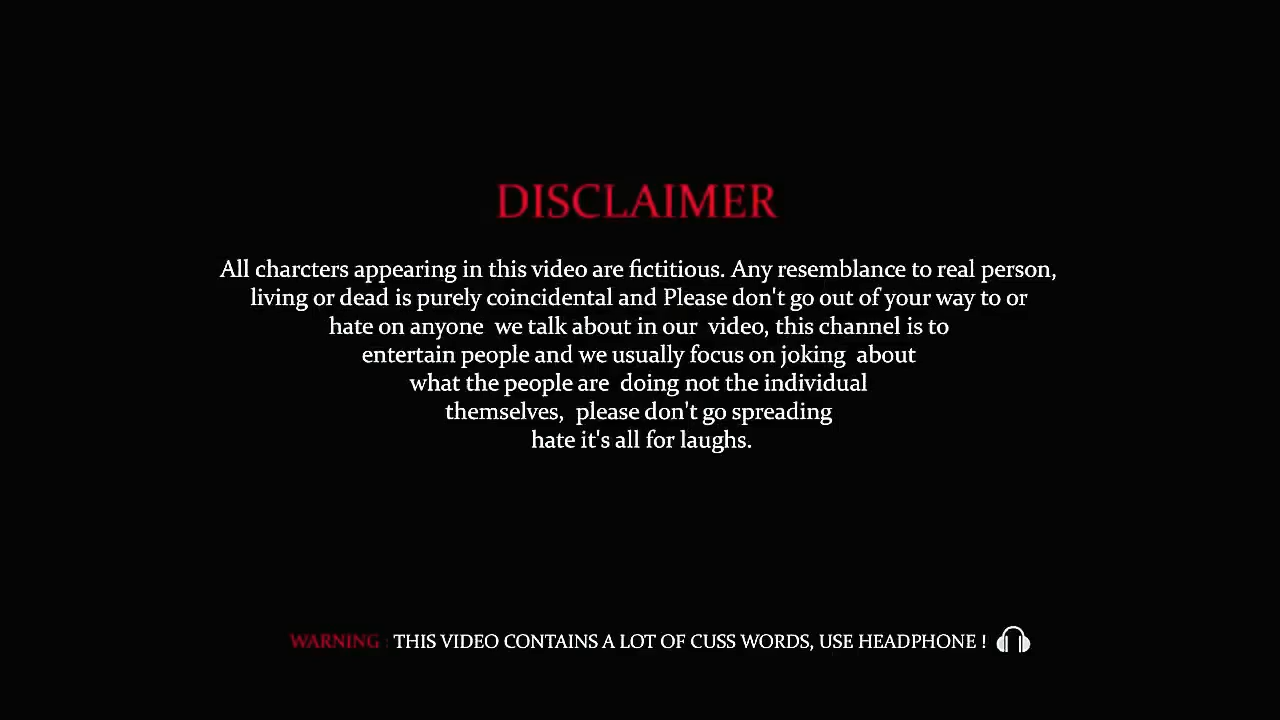 DISCLAIMER
All charcters appearing in this video are fictitious. Any resemblance to real person,
living or dead is purely coincidental and Please don't go out of your way to or
hate on anyone we talk about in our video, this channel is to
entertain people and we usually focus on joking about
what the people are doing not the individual
themselves, please don't go spreading
hate it's all for laughs.
WARNING : THIS VIDEO CONTAINS A LOT OF CUSS WORDS, USE HEADPHONE !